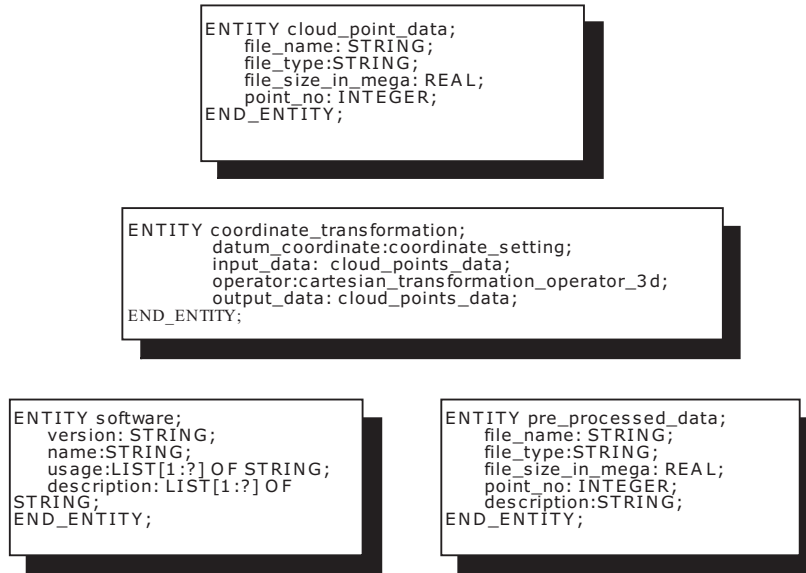 ENTITY cloud_point_data;
file_name: STRING;
file_type:STRING;
file_size_in_mega: REAL;
point_no: INTEGER;
END_ENTITY;
ENTITY coordinate_transformation;
datum_coordinate:coordinate_setting;
input_data: cloud_points_data;
operator:cartesian_transformation_operator_3d;
output_data: cloud_points_data;
END_ENTITY;
ENTITY software;
version: STRING;
name:STRING;
usage:LIST[1:?] OF STRING;
description: LIST[1:?] OF
STRING;
END_ENTITY;
ENTITY pre_processed_data;
file_name: STRING;
file_type:STRING;
file_size_in_mega: REAL;
point_no: INTEGER;
description:STRING;
END_ENTITY;